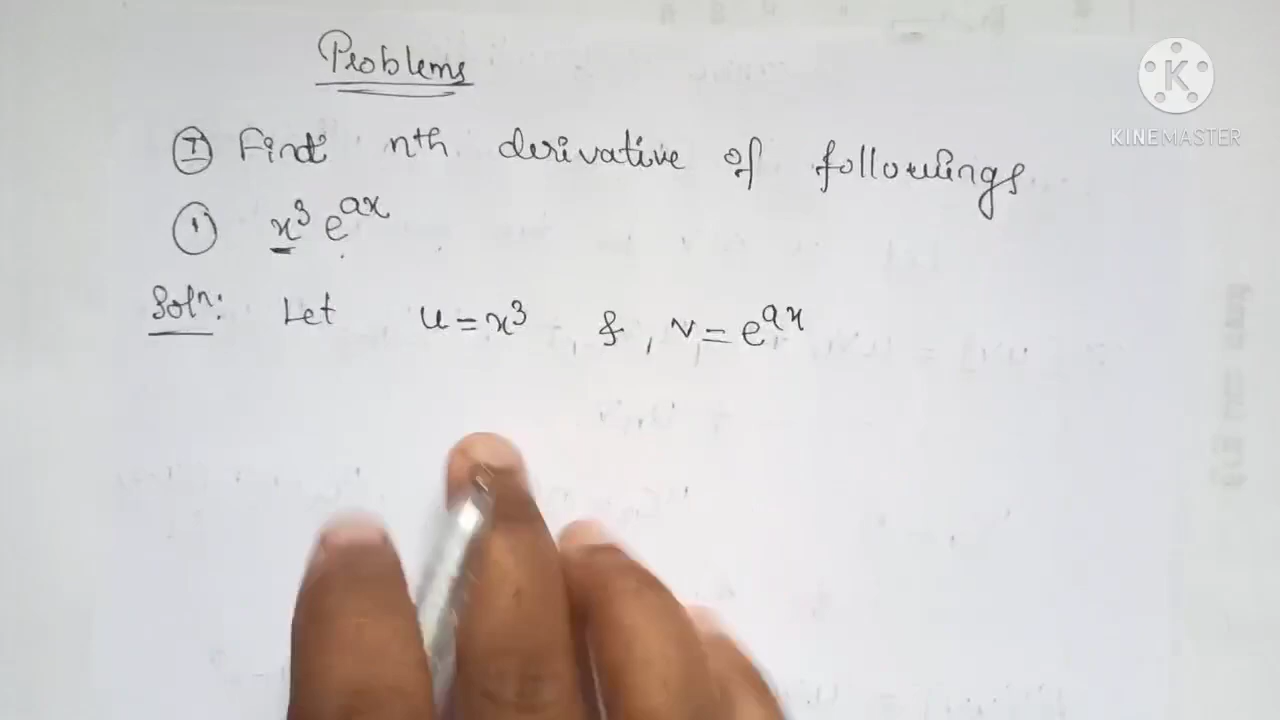 Problems
K
KINEMASTER
I Find nth derivative of followings
1 x³ e^ax
Solⁿ: Let u = x³ & , v = e^ax